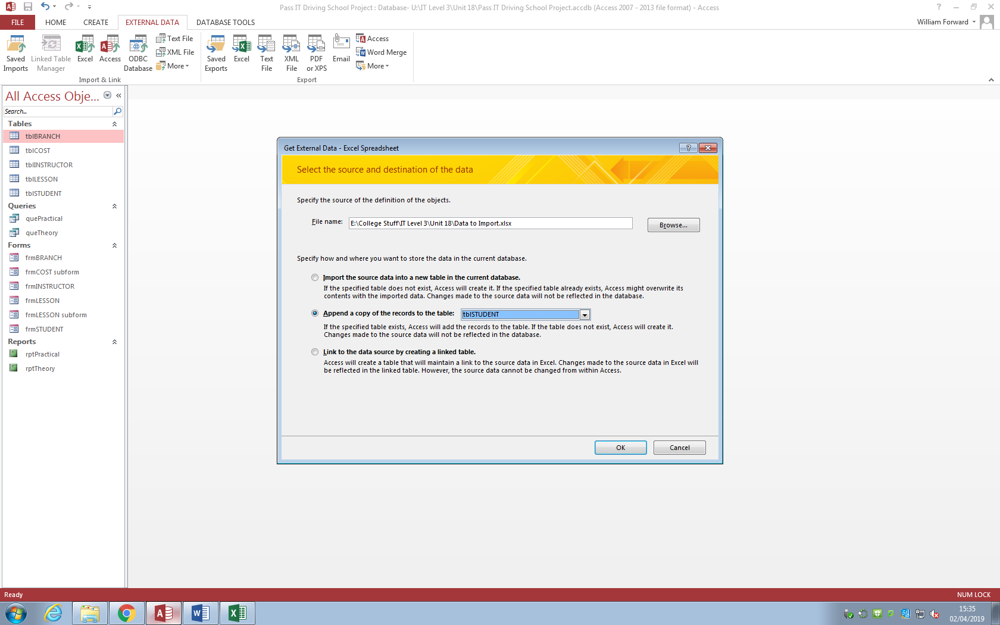 Pass IT Driving School Project : Database- U:\IT Level 3\Unit 18\Pass IT Driving School Project.accdb (Access 2007 - 2013 file format) - Access
FILE
HOME
CREATE
EXTERNAL DATA
DATABASE TOOLS
William Forward
Saved Imports
Linked Table Manager
Excel
Access
ODBC Database
Text File
XML File
More
Import & Link
Saved Exports
Excel
Text File
XML File
PDF or XPS
Email
Access
Word Merge
More
Export
All Access Obje...
Search...
Tables
tblBRANCH
tblCOST
tblINSTRUCTOR
tblLESSON
tblSTUDENT
Queries
quePractical
queTheory
Forms
frmBRANCH
frmCOST subform
frmINSTRUCTOR
frmLESSON
frmLESSON subform
frmSTUDENT
Reports
rptPractical
rptTheory
Get External Data - Excel Spreadsheet
Select the source and destination of the data
Specify the source of the definition of the objects.
File name: E:\College Stuff\IT Level 3\Unit 18\Data to Import.xlsx
Browse...
Specify how and where you want to store the data in the current database.
Import the source data into a new table in the current database.
If the specified table does not exist, Access will create it. If the specified table already exists, Access might overwrite its
contents with the imported data. Changes made to the source data will not be reflected in the database.
Append a copy of the records to the table: tblSTUDENT
If the specified table exists, Access will add the records to the table. If the table does not exist, Access will create it.
Changes made to the source data will not be reflected in the database.
Link to the data source by creating a linked table.
Access will create a table that will maintain a link to the source data in Excel. Changes made to the source data in Excel will
be reflected in the linked table. However, the source data cannot be changed from within Access.
OK
Cancel
Ready
NUM LOCK
15:35
02/04/2019